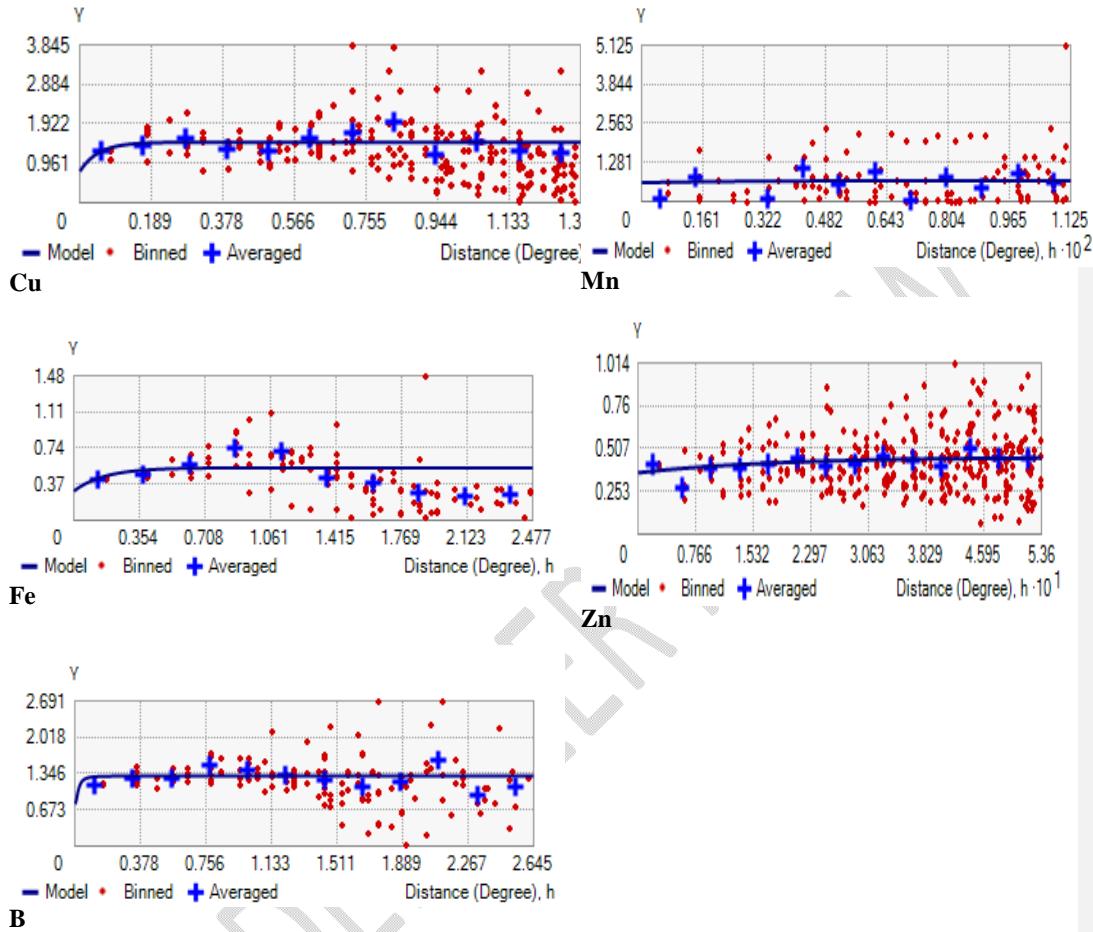 γ
3.845
2.884
1.922
0.961
0 0.189 0.378 0.566 0.755 0.944 1.133 1.3
Model Binned Averaged Distance (Degree)
Cu
γ
5.125
3.844
2.563
1.281
0 0.161 0.322 0.482 0.643 0.804 0.965 1.125
Model Binned Averaged Distance (Degree), h · 10²
Mn
γ
1.48
1.11
0.74
0.37
0 0.354 0.708 1.061 1.415 1.769 2.123 2.477
Model Binned Averaged Distance (Degree), h
Fe
γ
1.014
0.76
0.507
0.253
0 0.766 1.532 2.297 3.063 3.829 4.595 5.36
Model Binned Averaged Distance (Degree), h · 10¹
Zn
γ
2.691
2.018
1.346
0.673
0 0.378 0.756 1.133 1.511 1.889 2.267 2.645
Model Binned Averaged Distance (Degree), h
B